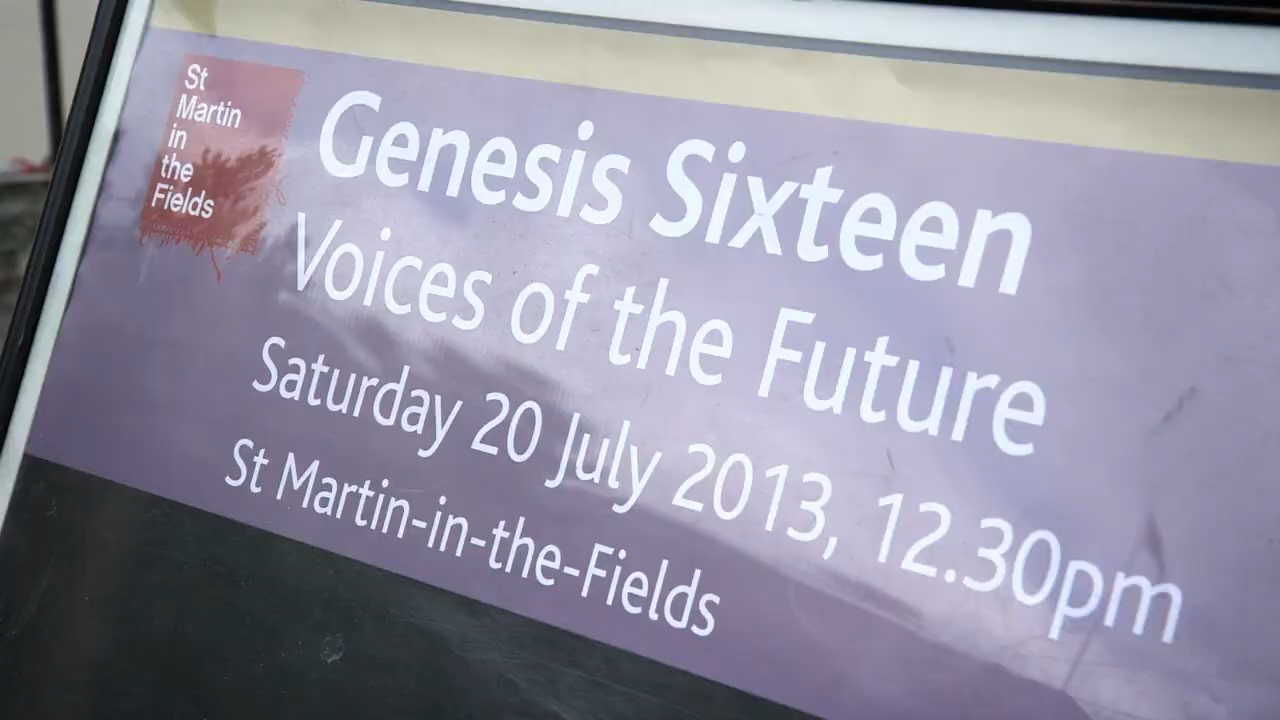 St
Martin
in
the
Fields
Genesis Sixteen
Voices of the Future
Saturday 20 July 2013, 12.30pm
St Martin-in-the-Fields